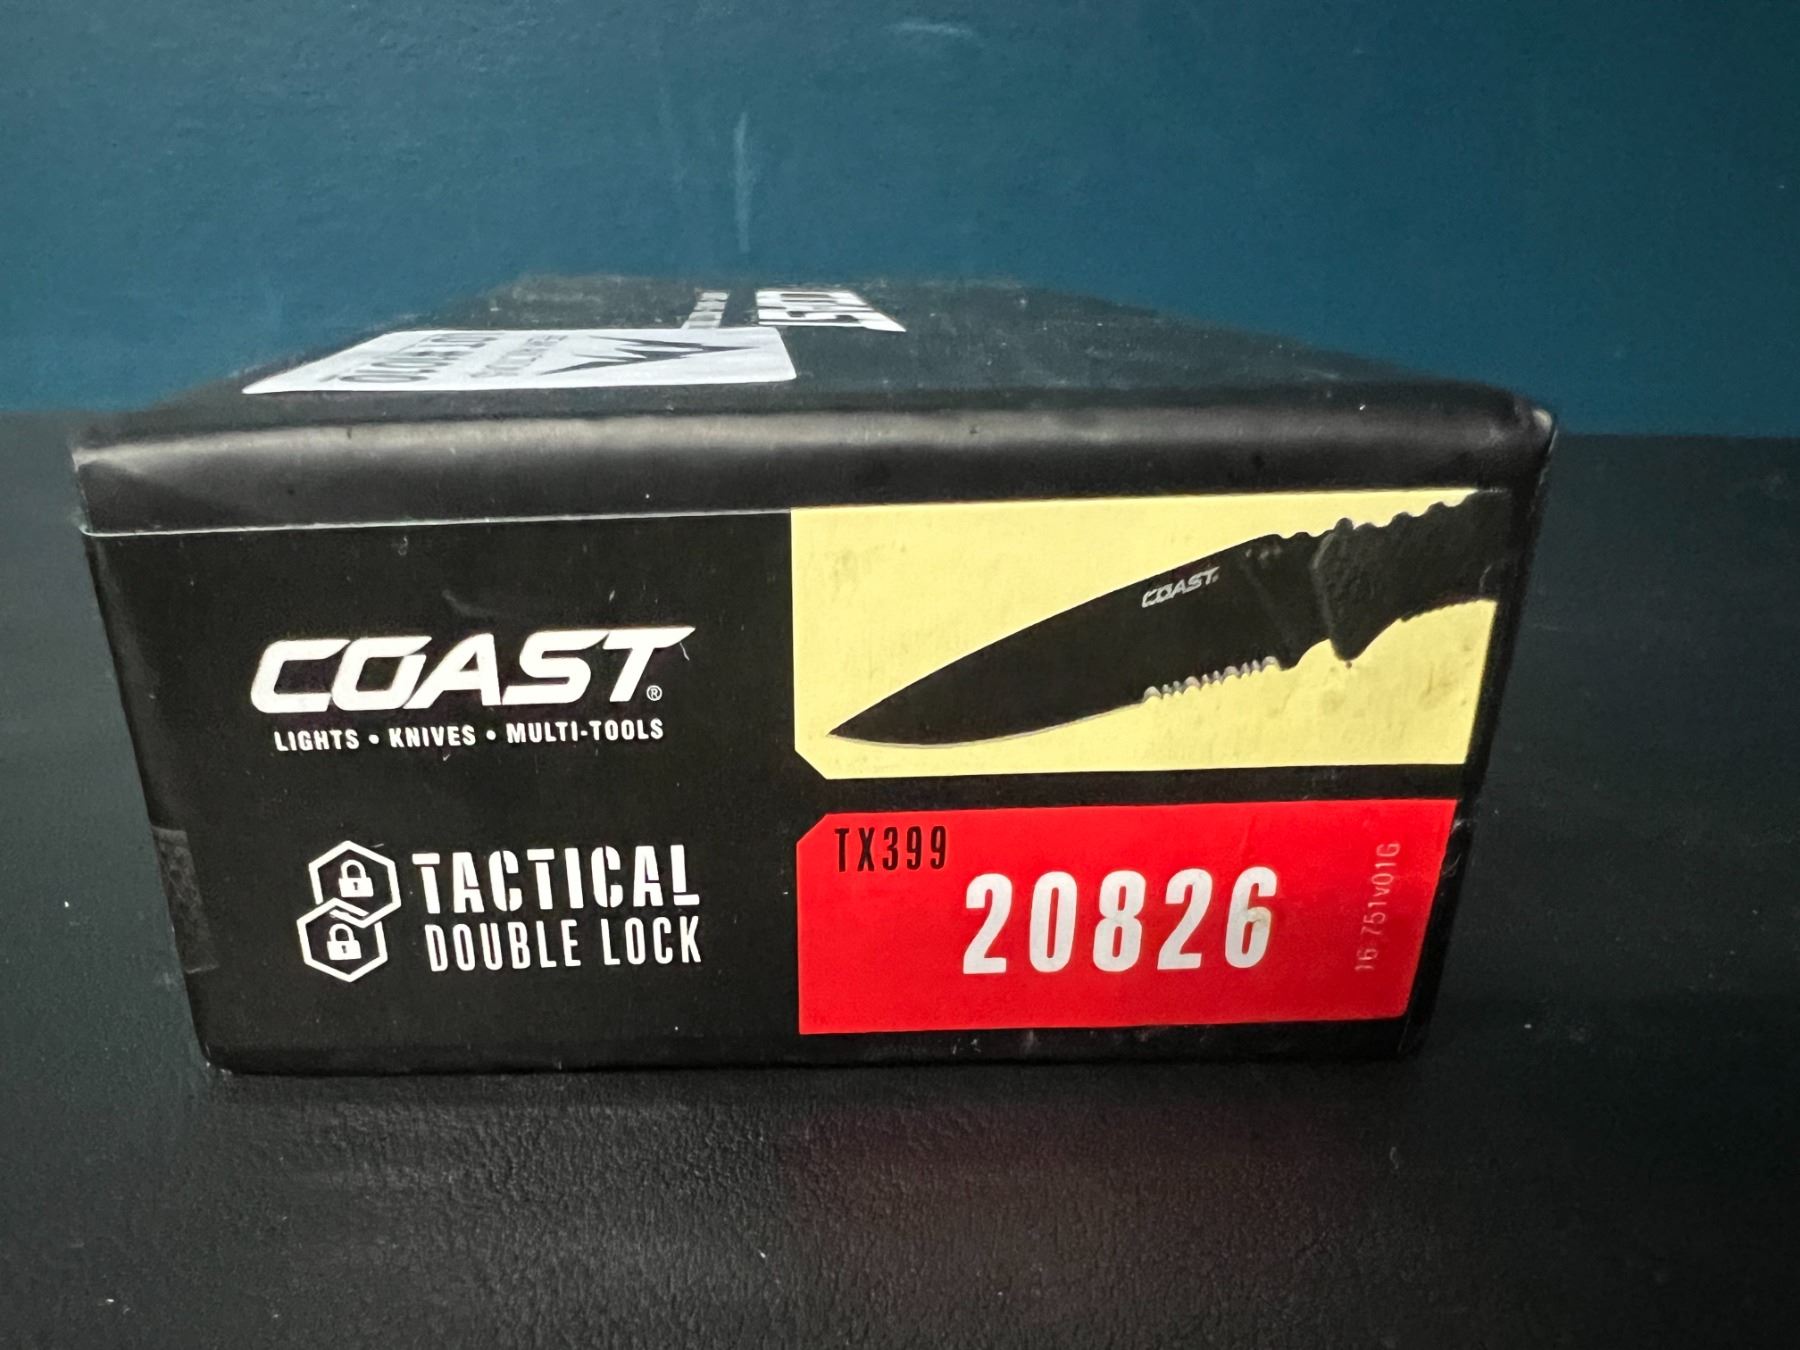 COAST®
LIGHTS • KNIVES • MULTI-TOOLS
TACTICAL
DOUBLE LOCK
COAST
TX399
20826
16 751v01G